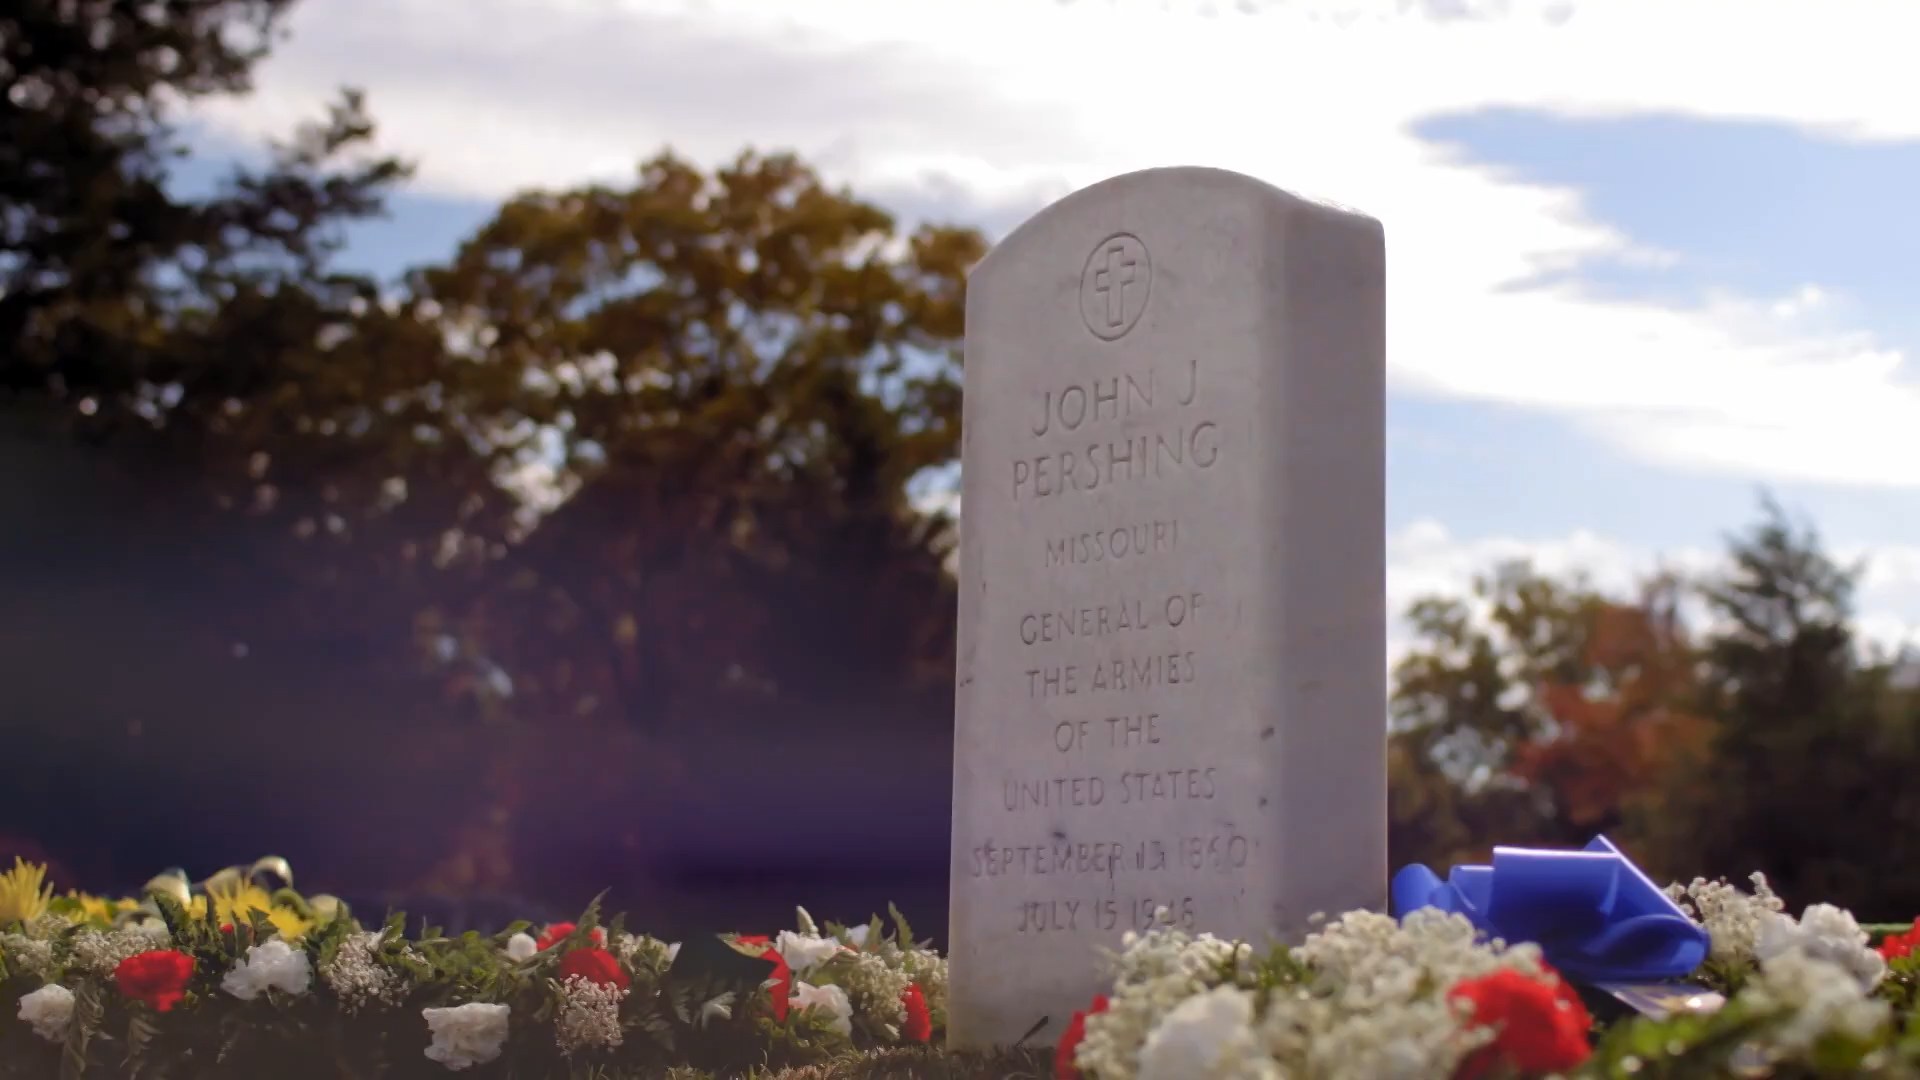 JOHN J
PERSHING
MISSOURI
GENERAL OF
THE ARMIES
OF THE
UNITED STATES
SEPTEMBER 13 1860
JULY 15 1948